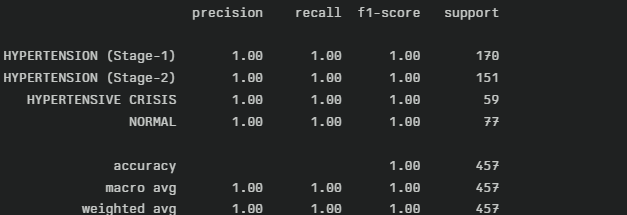 precision recall f1-score support
HYPERTENSION (Stage-1) 1.00 1.00 1.00 170
HYPERTENSION (Stage-2) 1.00 1.00 1.00 151
HYPERTENSIVE CRISIS 1.00 1.00 1.00 59
NORMAL 1.00 1.00 1.00 77
accuracy 1.00 457
macro avg 1.00 1.00 1.00 457
weighted avg 1.00 1.00 1.00 457